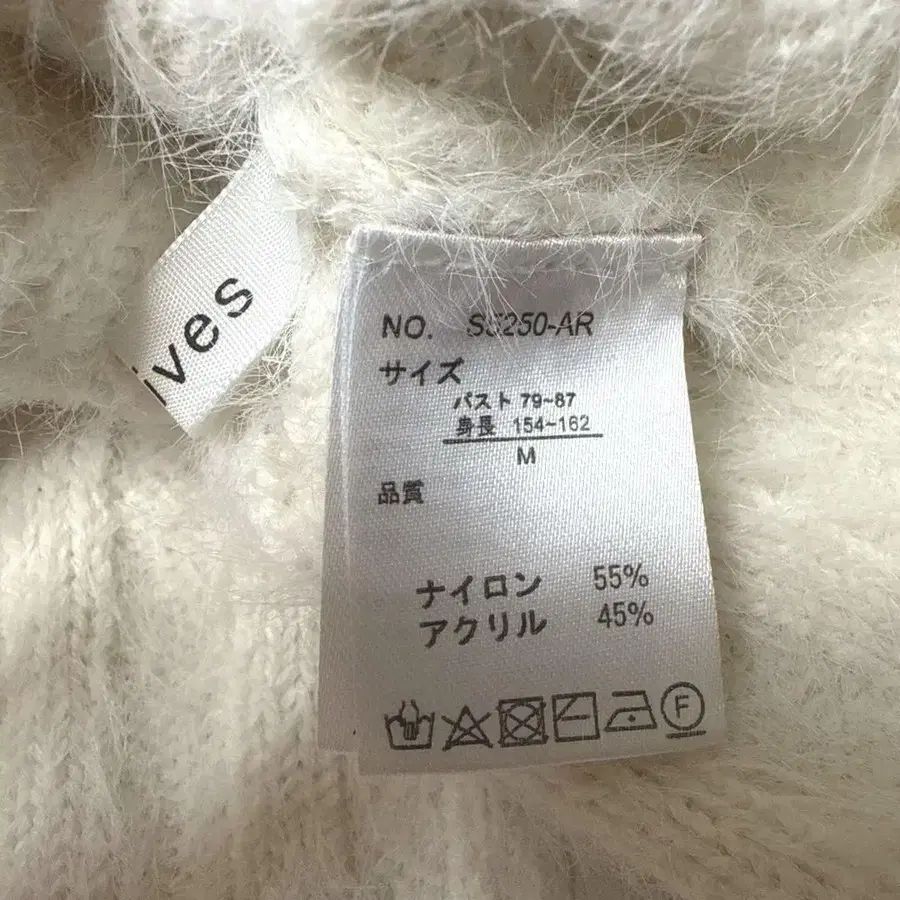 ives
NO. S5250-AR
サイズ
バスト 79~87
身長 154~162
M
品質
ナイロン 55%
アクリル 45%
F